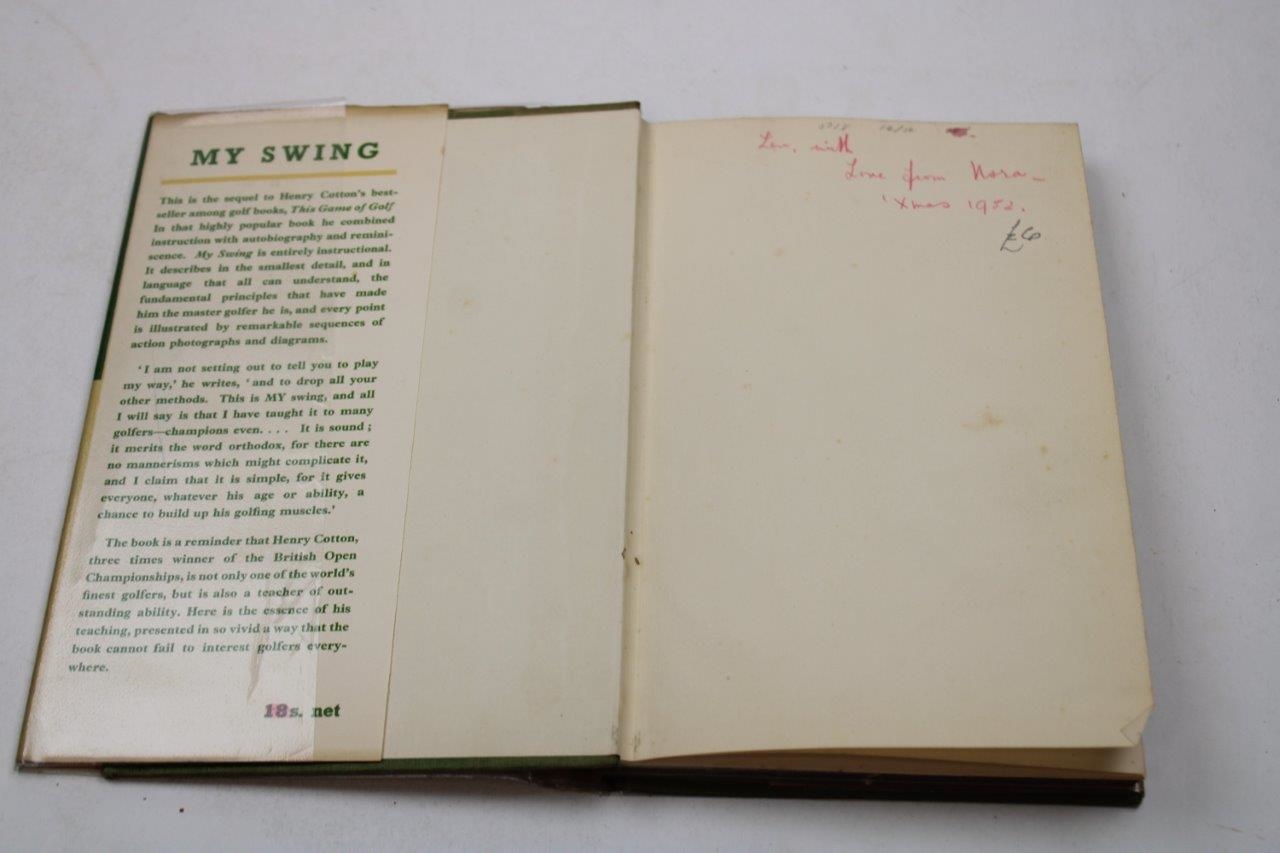 MY SWING
This is the sequel to Henry Cotton's best-
seller among golf books, This Game of Golf
In that highly popular book he combined
instruction with autobiography and remini-
scence. My Swing is entirely instructional.
It describes in the smallest detail, and in
language that all can understand, the
fundamental principles that have made
him the master golfer he is, and every point
is illustrated by remarkable sequences of
action photographs and diagrams.
'I am not setting out to tell you to play
my way,' he writes, 'and to drop all your
other methods. This is MY swing, and all
I will say is that I have taught it to many
golfers—champions even. . . . It is sound ;
it merits the word orthodox, for there are
no mannerisms which might complicate it,
and I claim that it is simple, for it gives
everyone, whatever his age or ability, a
chance to build up his golfing muscles.'
The book is a reminder that Henry Cotton,
three times winner of the British Open
Championships, is not only one of the world's
finest golfers, but is also a teacher of out-
standing ability. Here is the essence of his
teaching, presented in so vivid a way that the
book cannot fail to interest golfers every-
where.
18s. net
with
Love from Nora—
'Xmas 1952.
£6